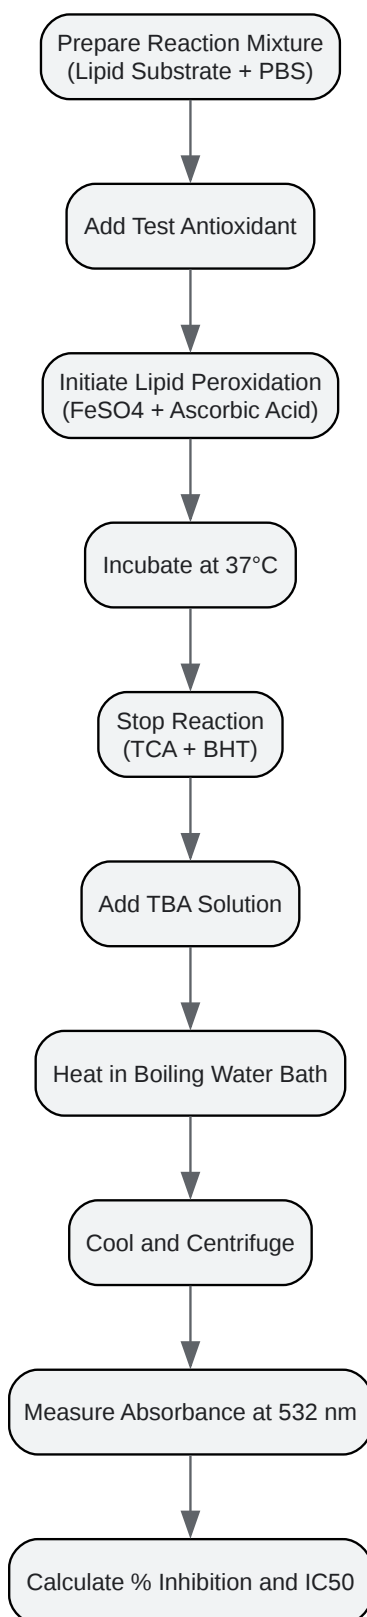 Prepare Reaction Mixture
(Lipid Substrate + PBS)
Add Test Antioxidant
Initiate Lipid Peroxidation
(FeSO4 + Ascorbic Acid)
Incubate at 37°C
Stop Reaction
(TCA + BHT)
Add TBA Solution
Heat in Boiling Water Bath
Cool and Centrifuge
Measure Absorbance at 532 nm
Calculate % Inhibition and IC50